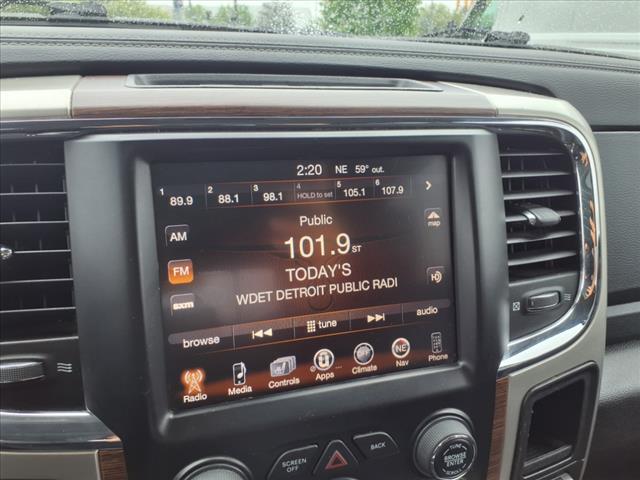 2:20 NE 59° out.
1 89.9 2 88.1 3 98.1 4 HOLD to set 5 105.1 6 107.9
Public
map
AM
101.9 ST
FM
TODAY'S
WDET DETROIT PUBLIC RADI
sxm
browse tune audio
Radio Media Controls Apps Climate NE Nav Phone
SCREEN OFF
BACK
TUNE
BROWSE
ENTER
SCROLL